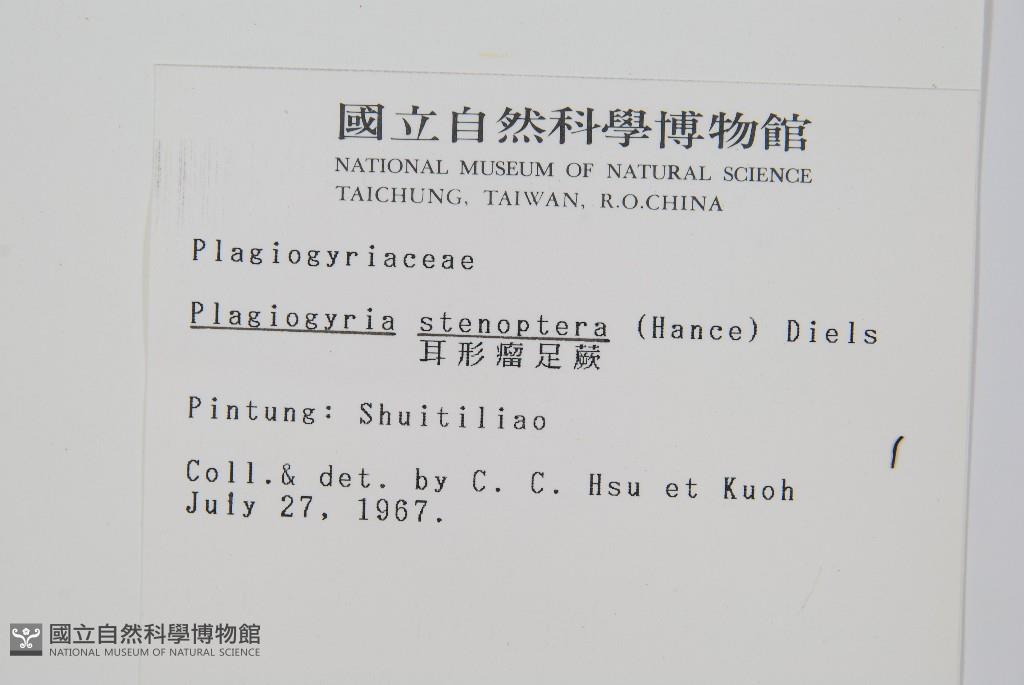 國立自然科學博物館
NATIONAL MUSEUM OF NATURAL SCIENCE
TAICHUNG, TAIWAN, R.O.CHINA
Plagiogyriaceae
Plagiogyria stenoptera (Hance) Diels
耳形瘤足蕨
Pintung: Shuitiliao
Coll.& det. by C. C. Hsu et Kuoh
July 27, 1967.
國立自然科學博物館
NATIONAL MUSEUM OF NATURAL SCIENCE